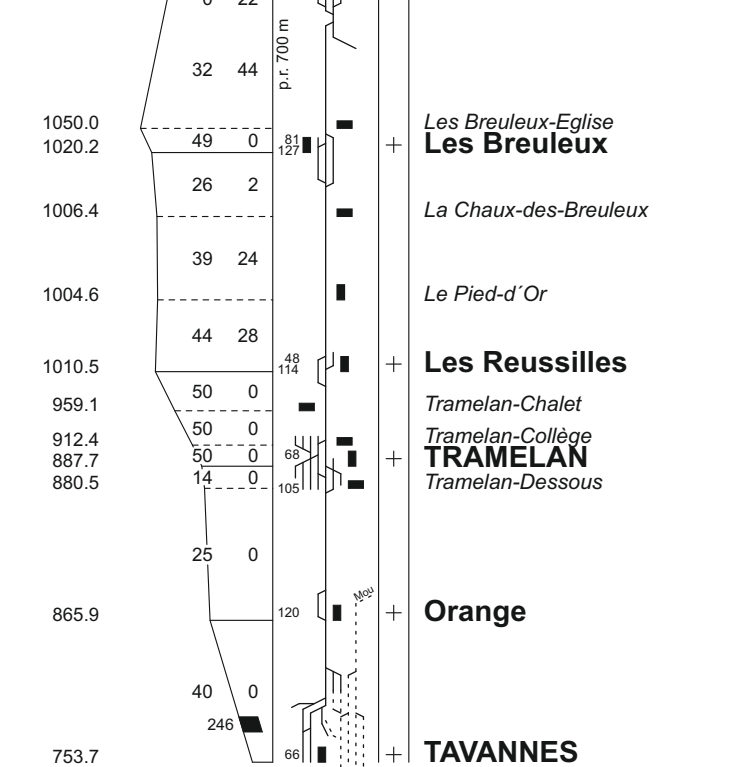 0 22
p.r. 700 m
32 44
1050.0 Les Breuleux-Eglise
1020.2 49 0 81 127 + Les Breuleux
26 2
1006.4 La Chaux-des-Breuleux
39 24
1004.6 Le Pied-d´Or
44 28
1010.5 48 114 + Les Reussilles
50 0
959.1 Tramelan-Chalet
50 0
912.4 Tramelan-Collège
887.7 50 0 68 + TRAMELAN
880.5 14 0 105 Tramelan-Dessous
25 0
Mou
865.9 120 + Orange
40 0
246
753.7 66 + TAVANNES